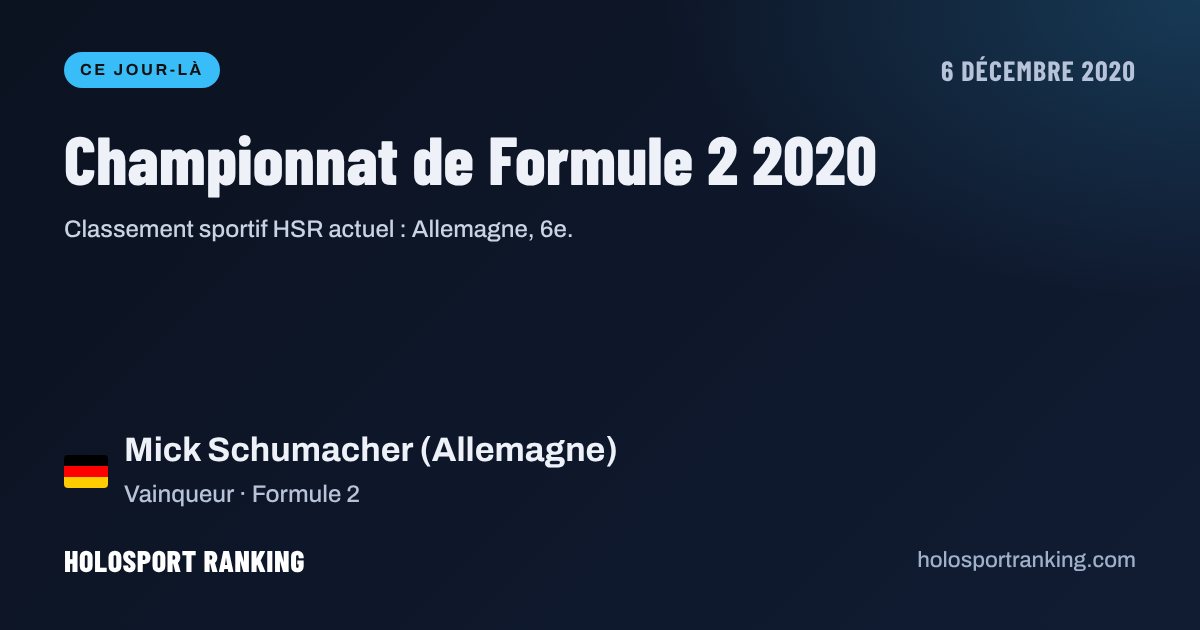 CE JOUR-LÀ
6 DÉCEMBRE 2020
Championnat de Formule 2 2020
Classement sportif HSR actuel : Allemagne, 6e.
Mick Schumacher (Allemagne)
Vainqueur · Formule 2
HOLOSPORT RANKING
holosportranking.com